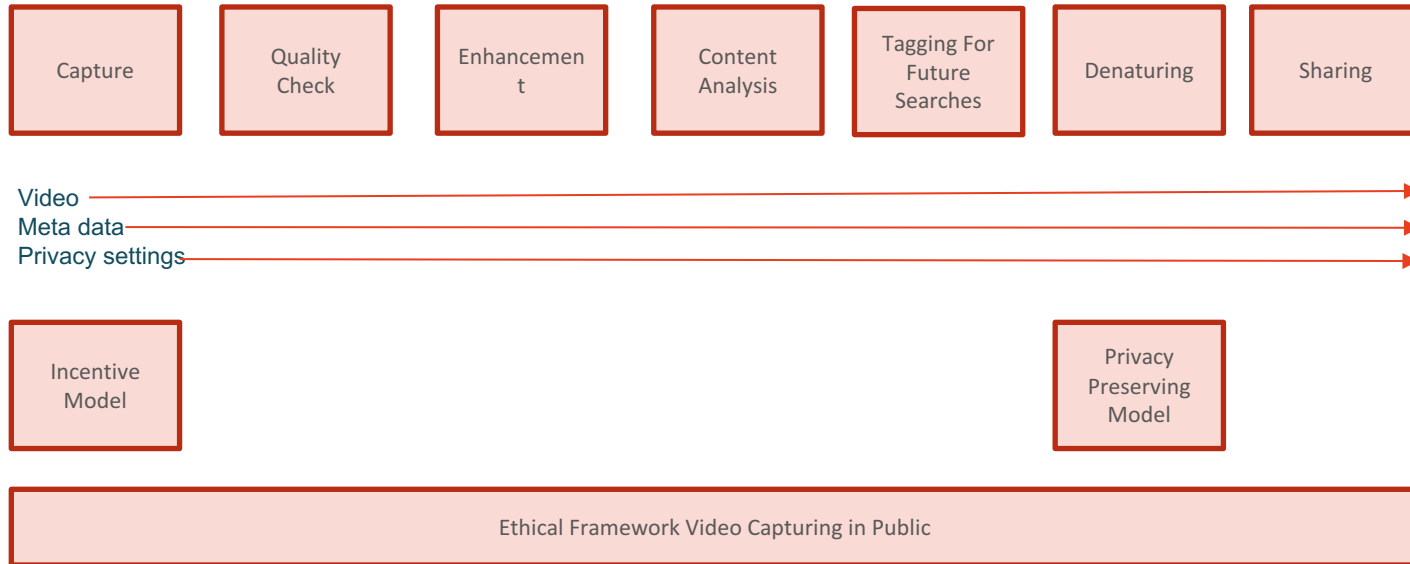 Capture
Quality
Check
Enhancemen
t
Content
Analysis
Tagging For
Future
Searches
Denaturing
Sharing
Video
Meta data
Privacy settings
Incentive
Model
Privacy
Preserving
Model
Ethical Framework Video Capturing in Public